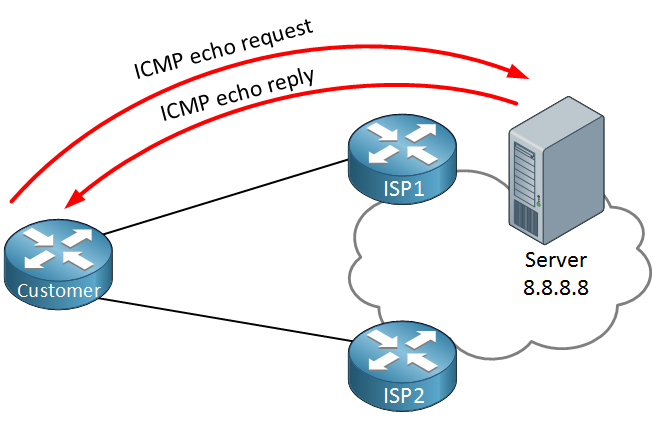 ICMP echo request
ICMP echo reply
ISP1
Customer
Server
8.8.8.8
ISP2